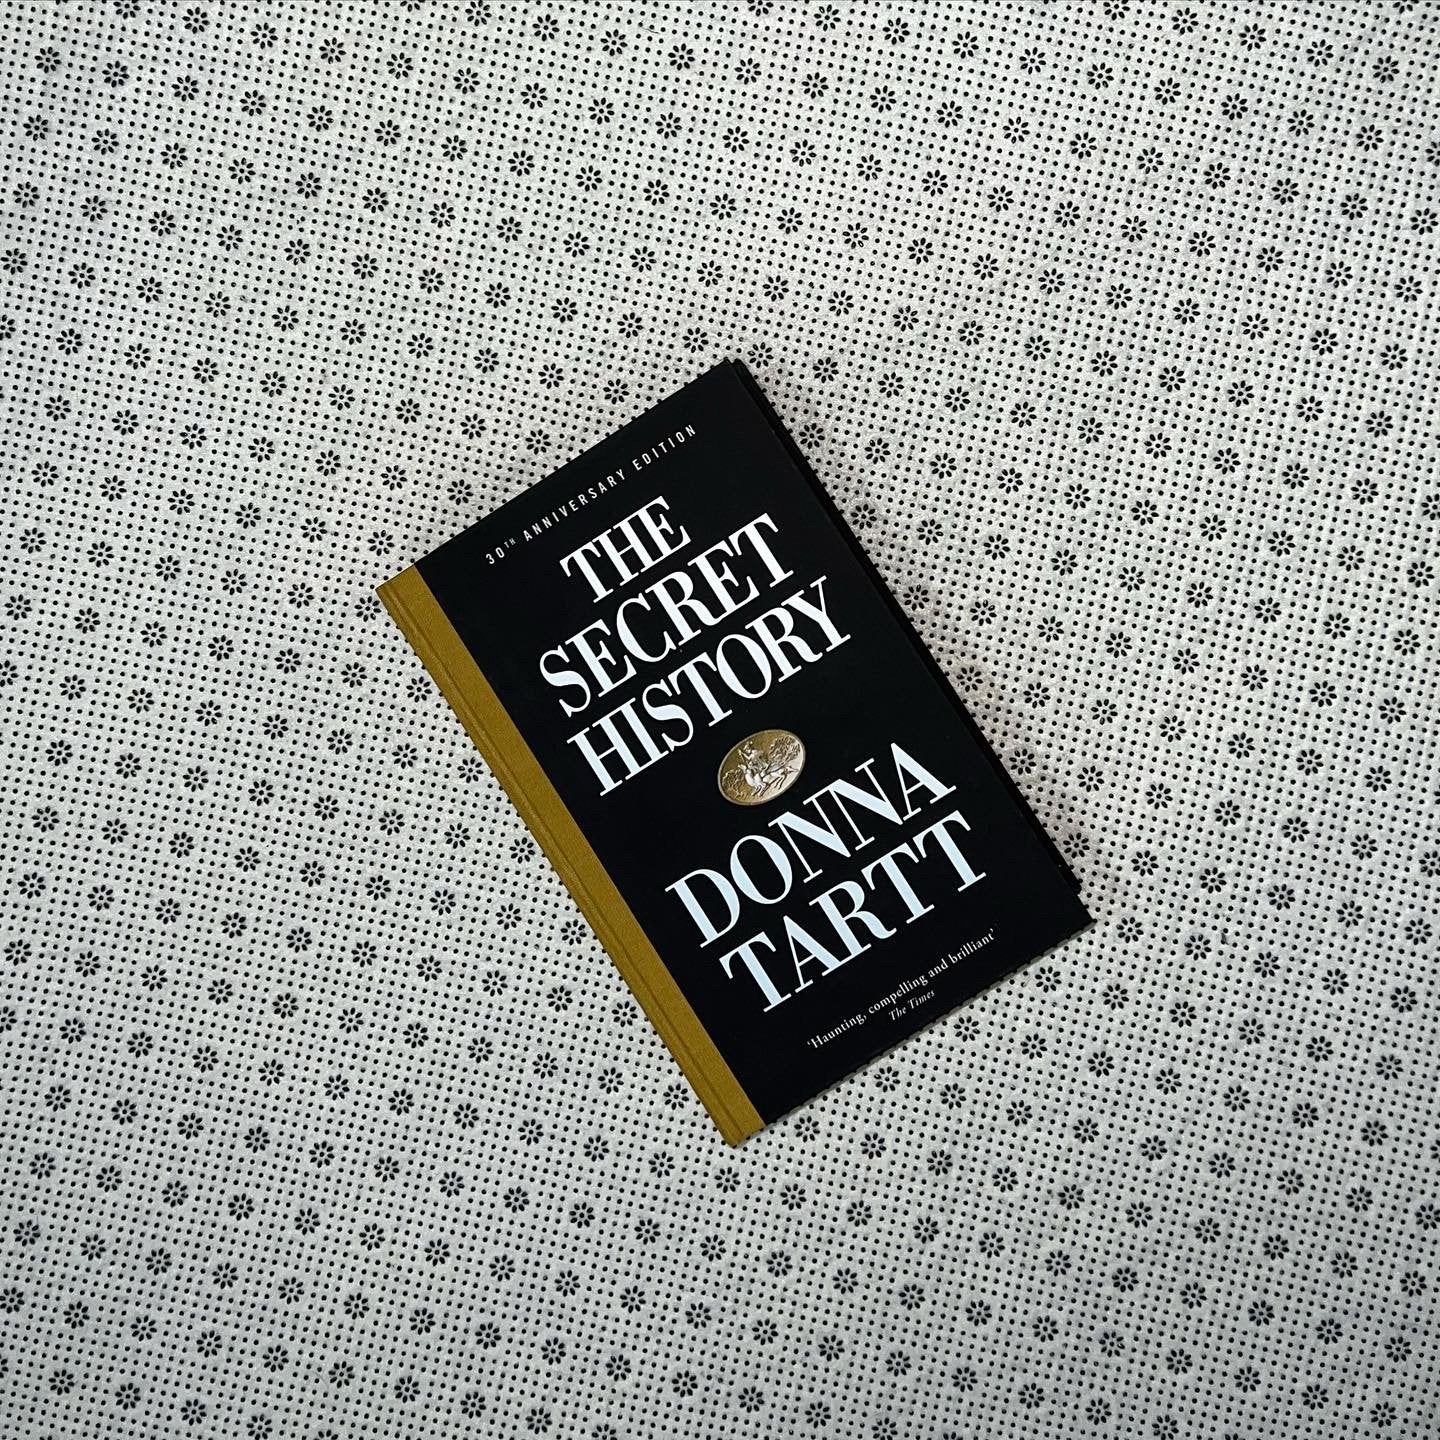 30TH ANNIVERSARY EDITION
THE
SECRET
HISTORY
DONNA
TARTT
‘Haunting, compelling and brilliant’
The Times